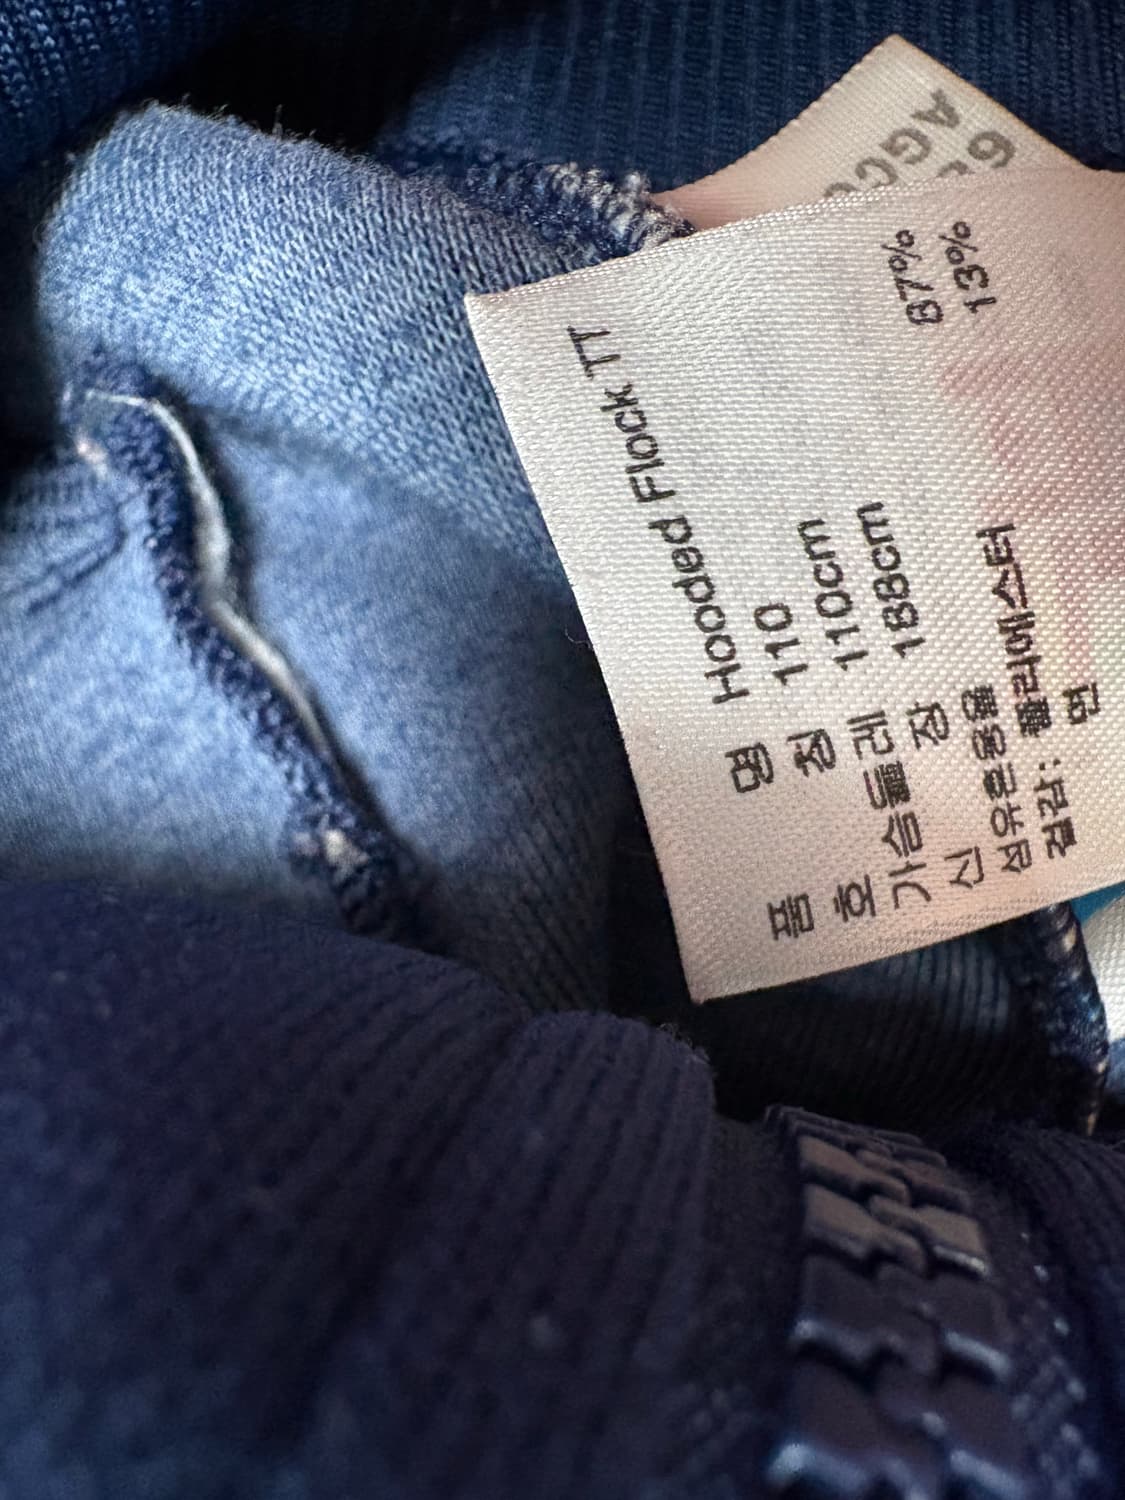 품 명 Hooded Flock TT
호 칭 110
가슴둘레 110cm
신 장 188cm
섬유혼용율
겉감: 폴리에스터 87%
면 13%
AGC